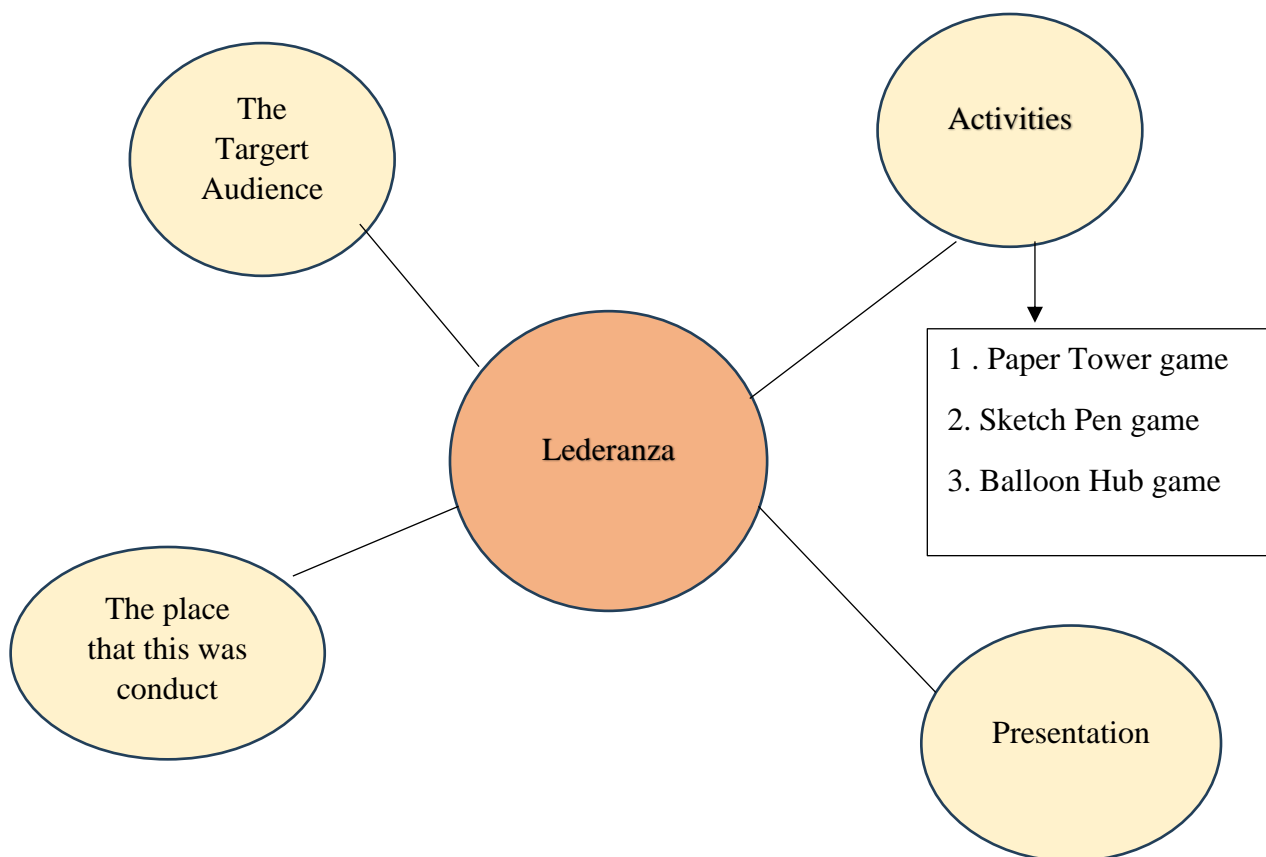 The
Targert
Audience
Activities
1 . Paper Tower game
2. Sketch Pen game
3. Balloon Hub game
Lederanza
The place
that this was
conduct
Presentation